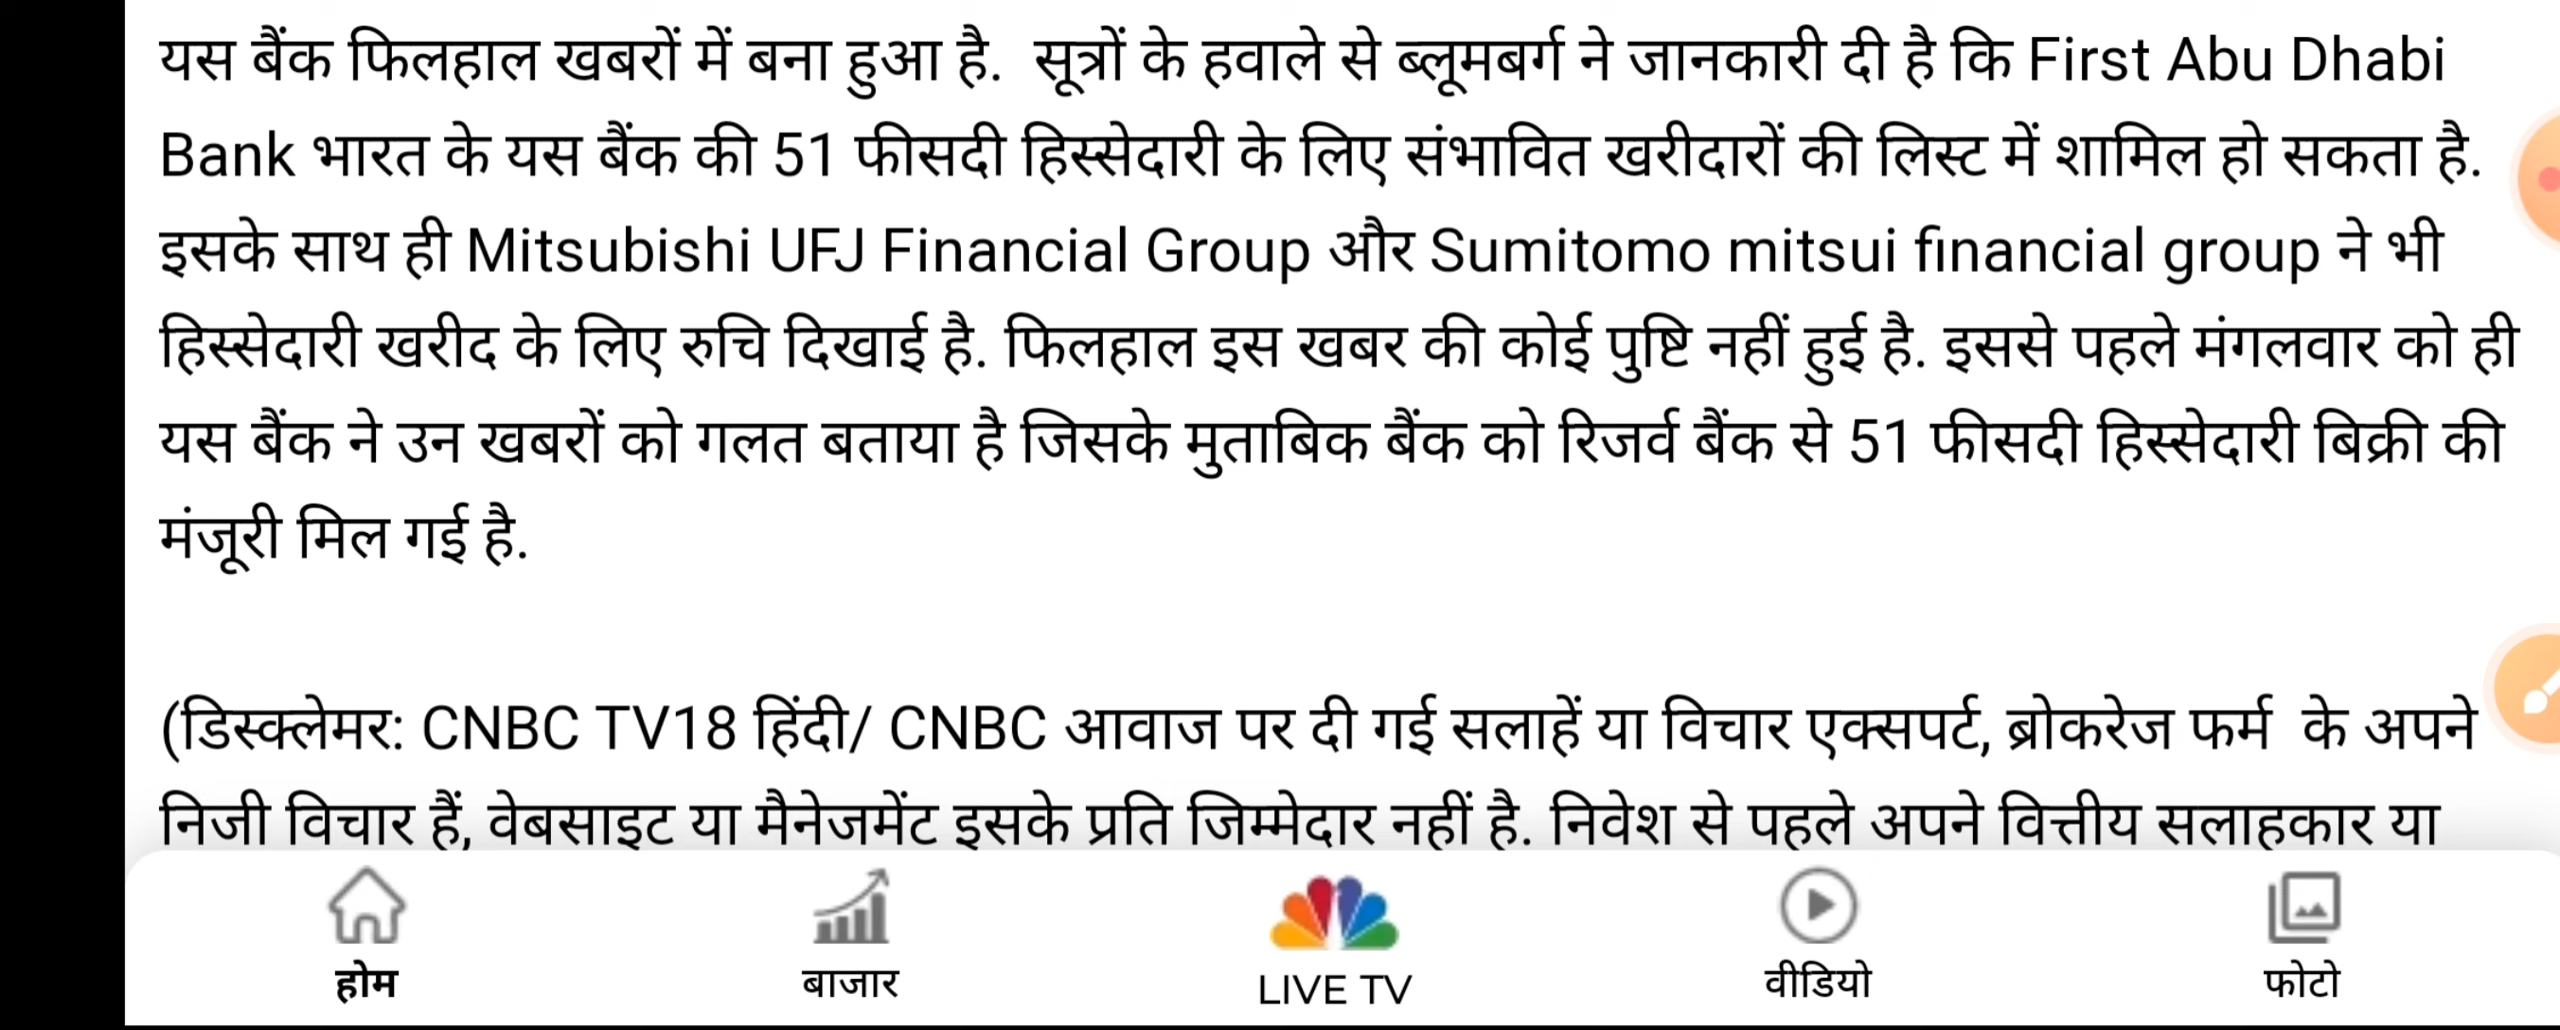 यस बैंक फिलहाल खबरों में बना हुआ है. सूत्रों के हवाले से ब्लूमबर्ग ने जानकारी दी है कि First Abu Dhabi
Bank भारत के यस बैंक की 51 फीसदी हिस्सेदारी के लिए संभावित खरीदारों की लिस्ट में शामिल हो सकता है.
इसके साथ ही Mitsubishi UFJ Financial Group और Sumitomo mitsui financial group ने भी
हिस्सेदारी खरीद के लिए रुचि दिखाई है. फिलहाल इस खबर की कोई पुष्टि नहीं हुई है. इससे पहले मंगलवार को ही
यस बैंक ने उन खबरों को गलत बताया है जिसके मुताबिक बैंक को रिजर्व बैंक से 51 फीसदी हिस्सेदारी बिक्री की
मंजूरी मिल गई है.
(डिस्क्लेमर: CNBC TV18 हिंदी/ CNBC आवाज पर दी गई सलाहें या विचार एक्सपर्ट, ब्रोकरेज फर्म के अपने
निजी विचार हैं, वेबसाइट या मैनेजमेंट इसके प्रति जिम्मेदार नहीं है. निवेश से पहले अपने वित्तीय सलाहकार या
होम बाजार LIVE TV वीडियो फोटो